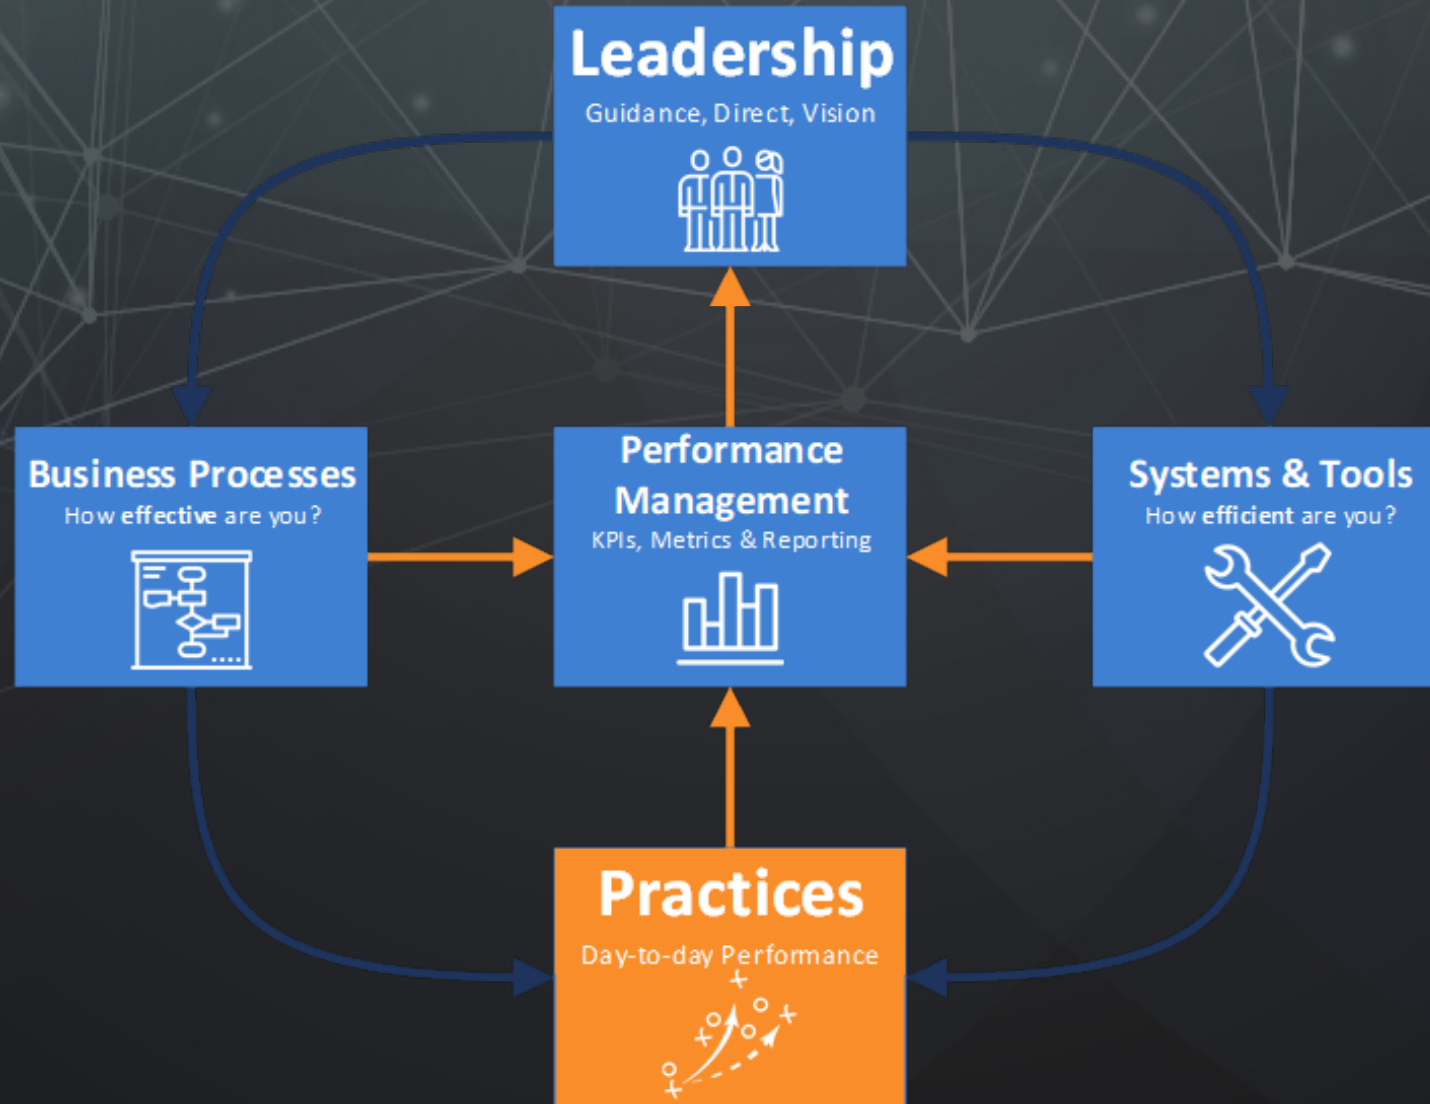 Leadership
Guidance, Direct, Vision
Business Processes
How effective are you?
Performance
Management
KPIs, Metrics & Reporting
Systems & Tools
How efficient are you?
Practices
Day-to-day Performance